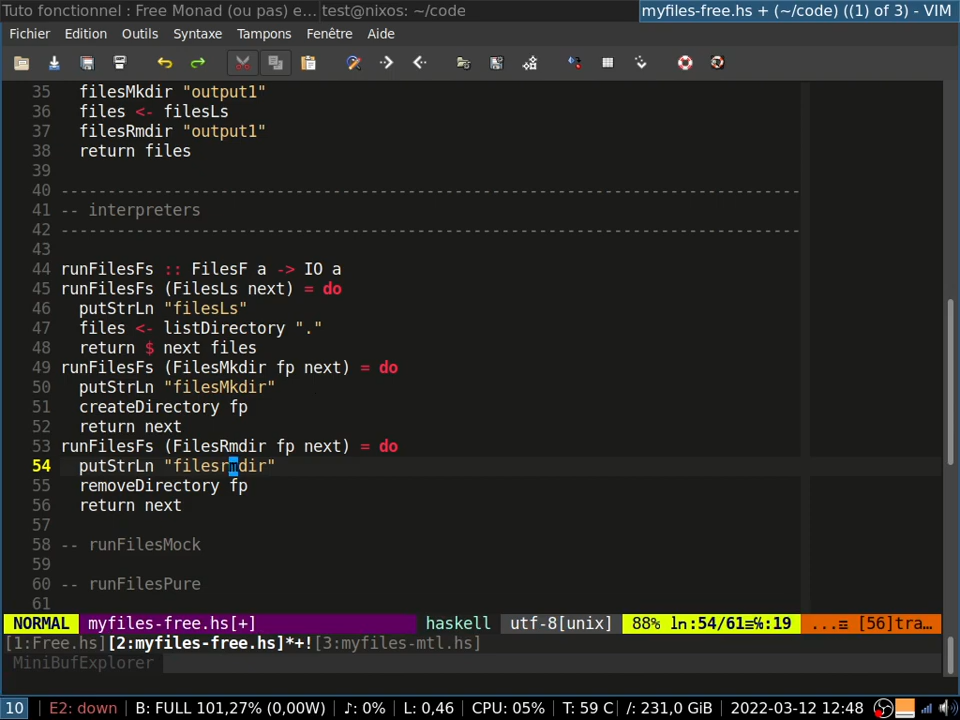 Tuto fonctionnel : Free Monad (ou pas) e... test@nixos: ~/code myfiles-free.hs + (~/code) ((1) of 3) - VIM
Fichier Edition Outils Syntaxe Tampons Fenêtre Aide
35 filesMkdir "output1"
36 files <- filesLs
37 filesRmdir "output1"
38 return files
39
40 --------------------------------------------------------------------------------
41 -- interpreters
42 --------------------------------------------------------------------------------
43
44 runFilesFs :: FilesF a -> IO a
45 runFilesFs (FilesLs next) = do
46 putStrLn "filesLs"
47 files <- listDirectory "."
48 return $ next files
49 runFilesFs (FilesMkdir fp next) = do
50 putStrLn "filesMkdir"
51 createDirectory fp
52 return next
53 runFilesFs (FilesRmdir fp next) = do
54 putStrLn "filesrmdir"
55 removeDirectory fp
56 return next
57
58 -- runFilesMock
59
60 -- runFilesPure
61
NORMAL myfiles-free.hs[+] haskell utf-8[unix] 88% ln:54/61≡℅:19 ...≡ [56]tra...
[1:Free.hs][2:myfiles-free.hs]*+![3:myfiles-mtl.hs]
MiniBufExplorer
10 E2: down B: FULL 101,27% (0,00W) ♪: 0% L: 0,46 CPU: 05% T: 59 C /: 231,0 GiB 2022-03-12 12:48